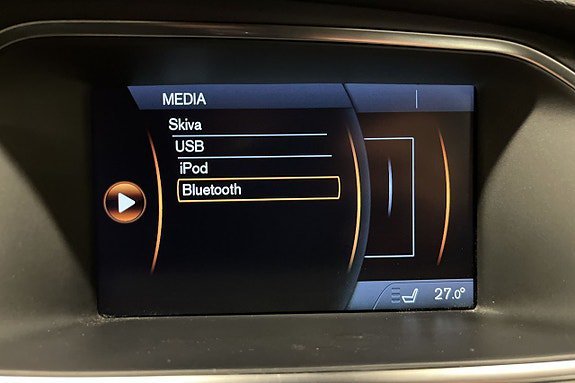 MEDIA
Skiva
USB
iPod
Bluetooth
27.0°